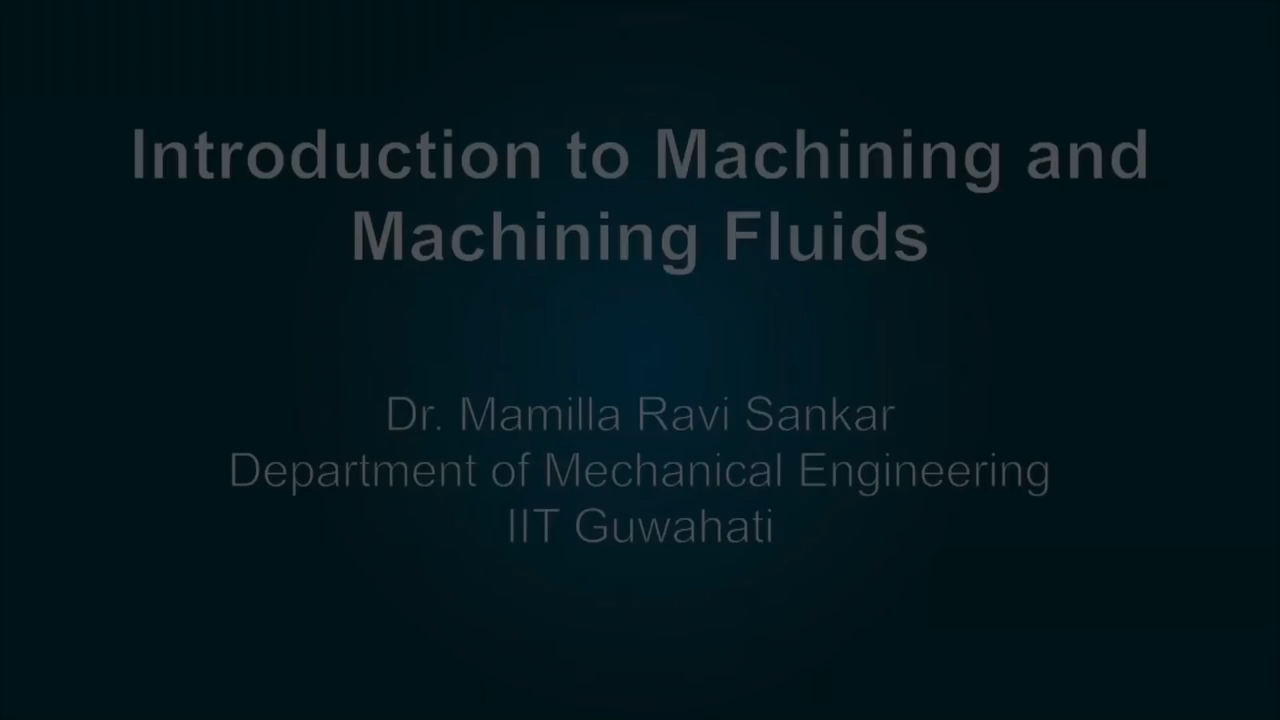 Introduction to Machining and
Machining Fluids
Dr. Mamilla Ravi Sankar
Department of Mechanical Engineering
IIT Guwahati